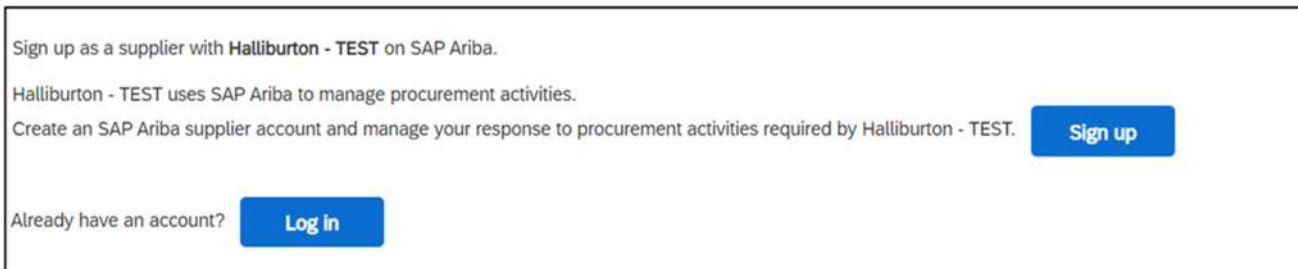 Sign up as a supplier with Halliburton - TEST on SAP Ariba.
Halliburton - TEST uses SAP Ariba to manage procurement activities.
Create an SAP Ariba supplier account and manage your response to procurement activities required by Halliburton - TEST. Sign up
Already have an account? Log in